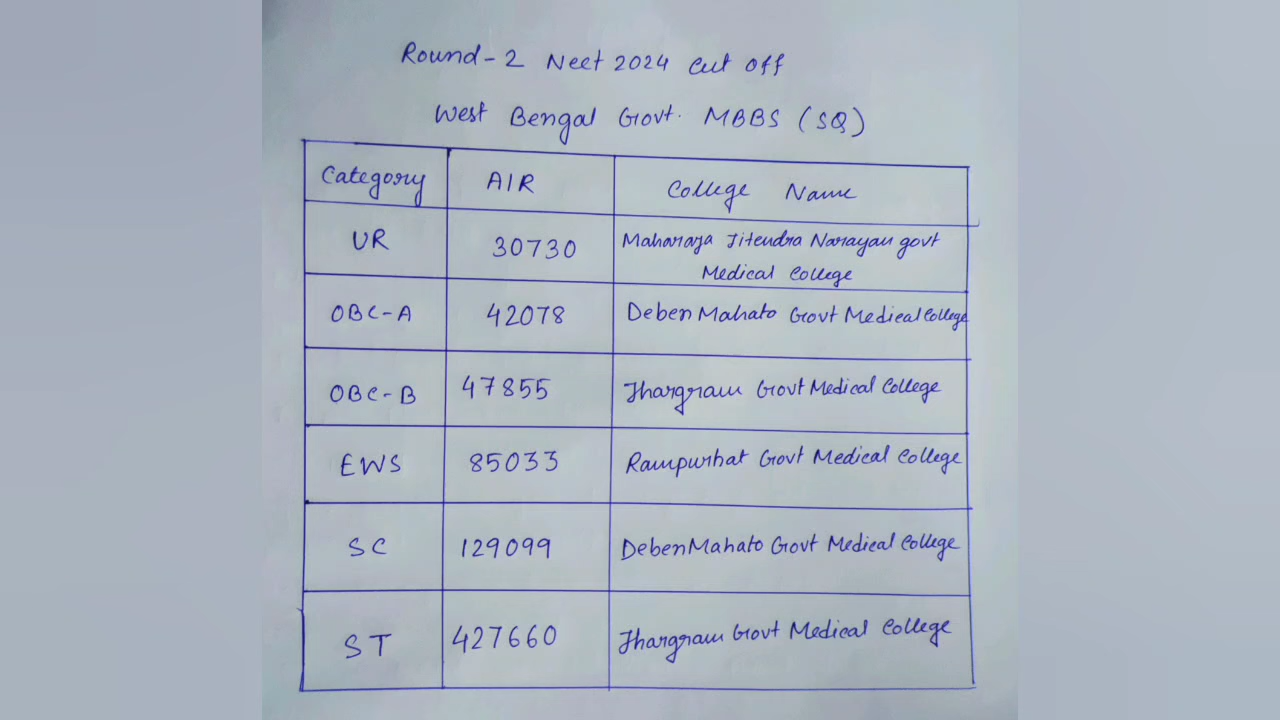 Round-2 Neet 2024 cut off
West Bengal Govt. MBBS (SQ)
Category AIR College Name
UR 30730 Maharaja Jitendra Narayan govt
Medical College
OBC-A 42078 Deben Mahato Govt Medical College
OBC-B 47855 Jhargram Govt Medical College
EWS 85033 Rampurhat Govt Medical College
SC 129099 Deben Mahato Govt Medical College
ST 427660 Jhargram Govt Medical College